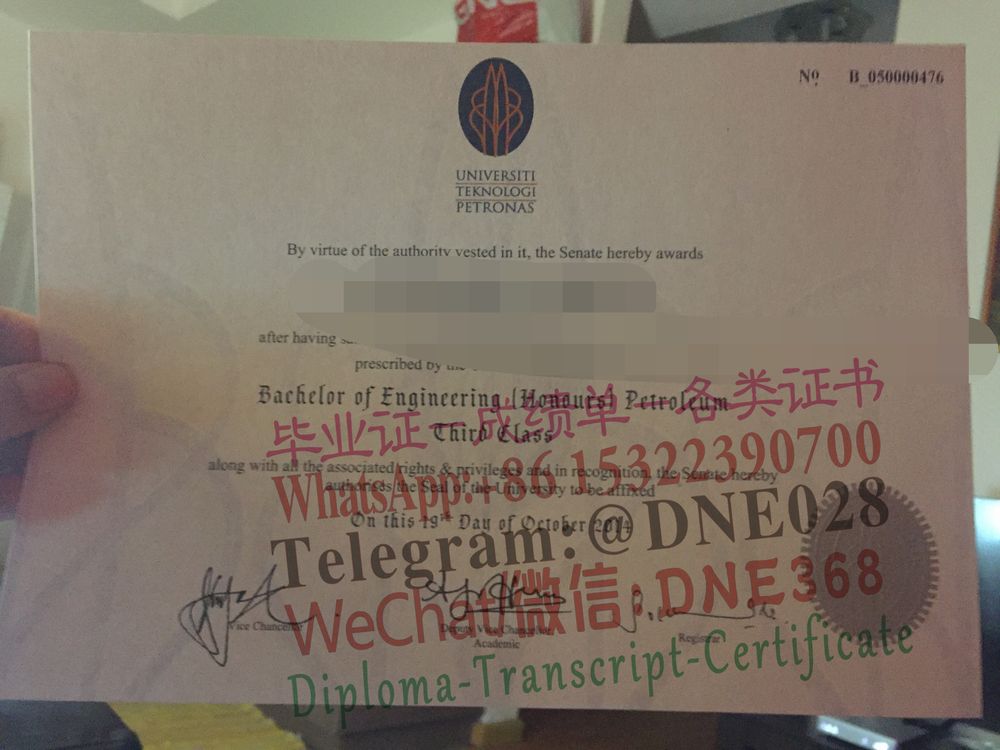 Nº B_050000476
UNIVERSITI
TEKNOLOGI
PETRONAS
By virtue of the authority vested in it, the Senate hereby awards
after having
prescribed by
Bachelor of Engineering (Honours) Petroleum
毕业证-成绩单-各类证书
Third Class
along with all the associated rights & privileges and in recognition, the Senate hereby
WhatsApp:+86 15322390700
authorises the Seal of the University to be affixed
On this 19th Day of October 2014
Telegram:@DNE028
WeChat微信:DNE368
Vice Chancellor
Deputy Vice Chancellor
Academic
Registrar
Diploma-Transcript-Certificate